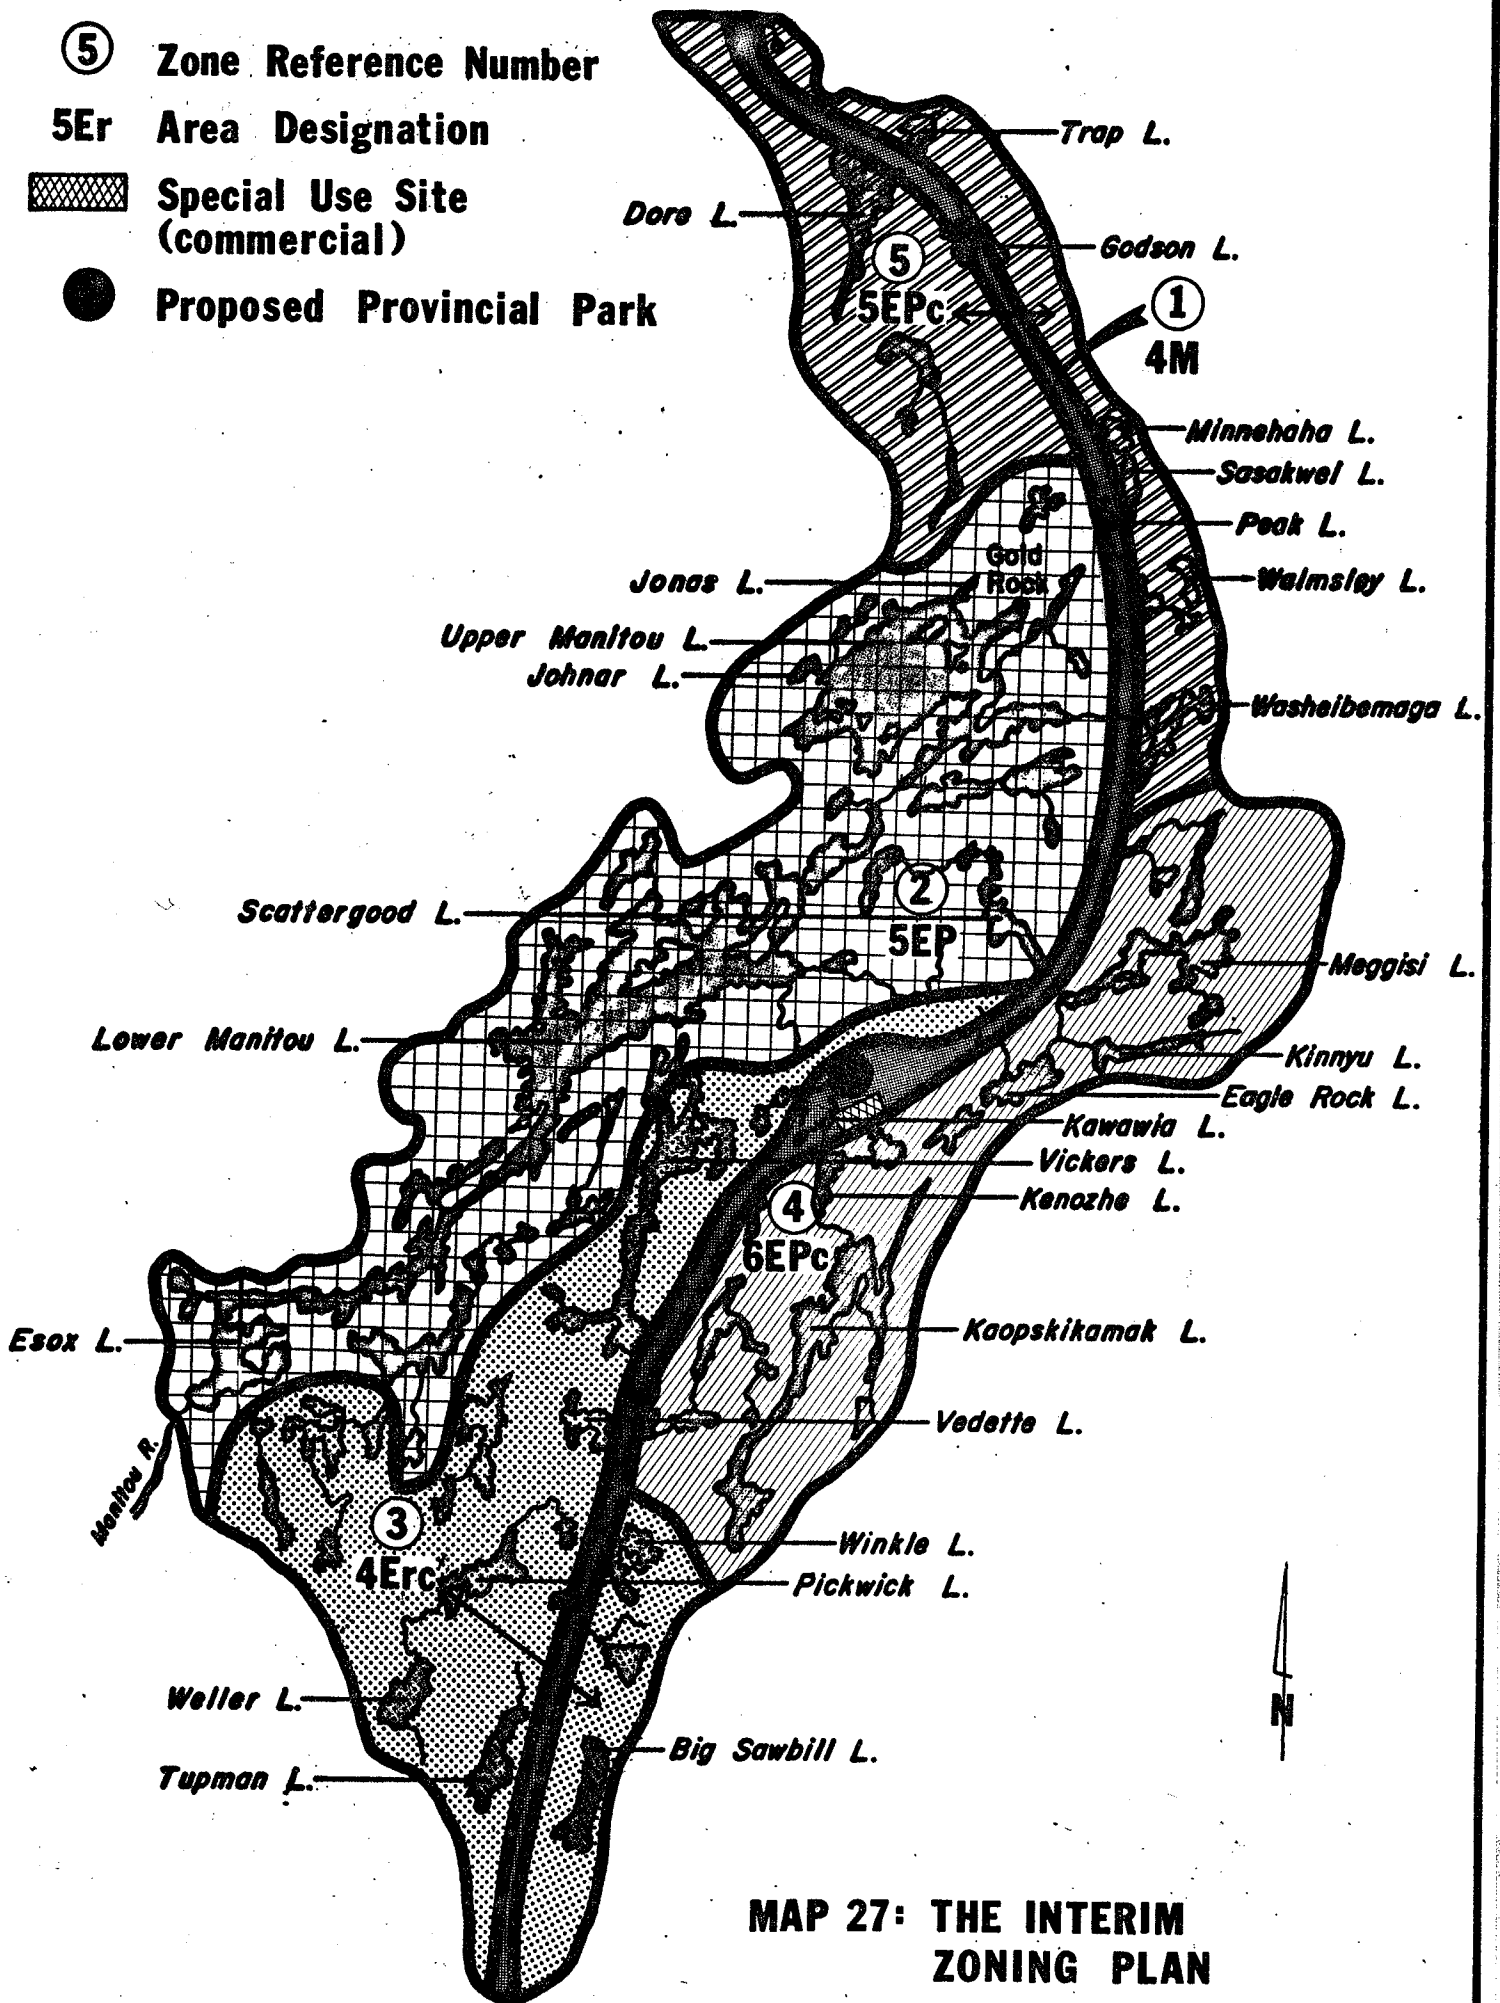 5 Zone Reference Number
5Er Area Designation
Special Use Site
(commercial)
Proposed Provincial Park
Trap L.
Dore L.
Godson L.
5
5EPc
1
4M
Minnehaha L.
Sasakwei L.
Peak L.
Gold
Rock
Jonas L.
Walmsley L.
Upper Manitou L.
Johnar L.
Washeibemaga L.
2
5EP
Scattergood L.
Meggisi L.
Lower Manitou L.
Kinnyu L.
Eagle Rock L.
Kawawia L.
Vickers L.
Kenozhe L.
4
6EPc
Esox L.
Kaopskikamak L.
Vedette L.
Manitou R.
3
4Erc
Winkle L.
Pickwick L.
Weller L.
N
Big Sawbill L.
Tupman L.
MAP 27: THE INTERIM
ZONING PLAN